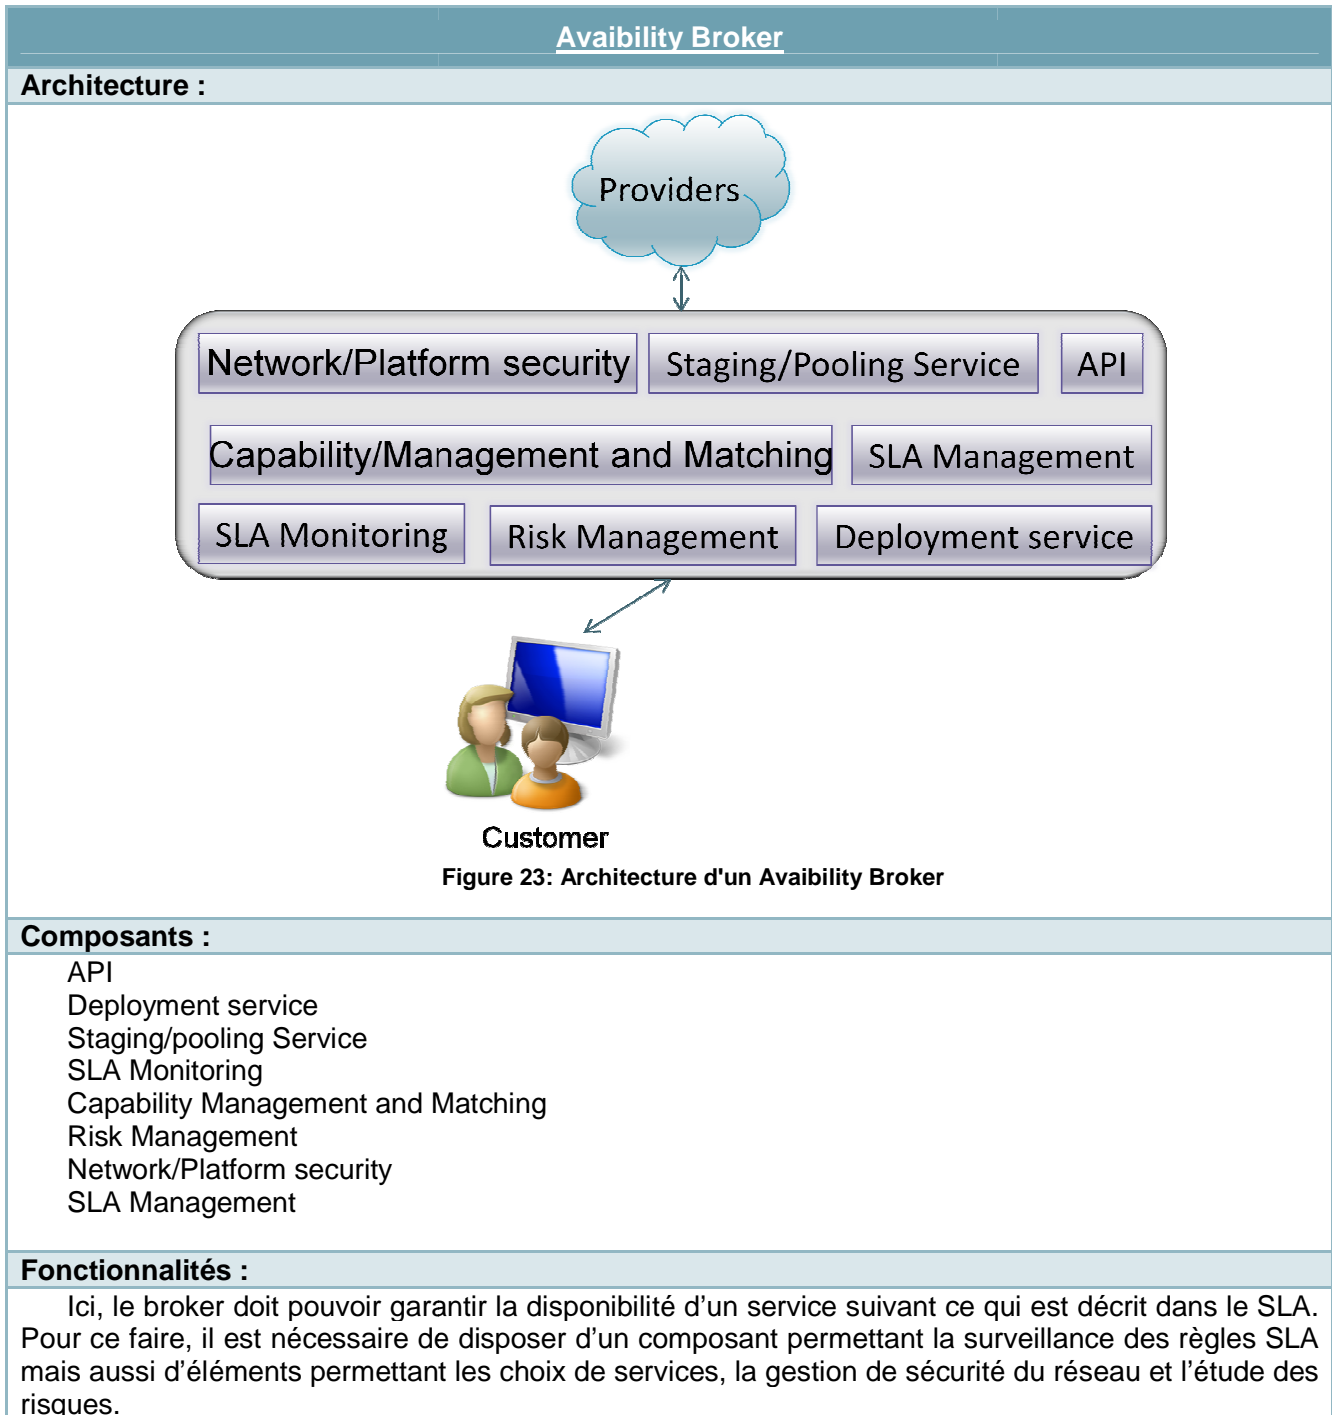 Avaibility Broker
Architecture :
Providers
Network/Platform security
Staging/Pooling Service
API
Capability/Management and Matching
SLA Management
SLA Monitoring
Risk Management
Deployment service
Customer
Figure 23: Architecture d'un Avaibility Broker
Composants :
API
Deployment service
Staging/pooling Service
SLA Monitoring
Capability Management and Matching
Risk Management
Network/Platform security
SLA Management
Fonctionnalités :
Ici, le broker doit pouvoir garantir la disponibilité d’un service suivant ce qui est décrit dans le SLA.
Pour ce faire, il est nécessaire de disposer d’un composant permettant la surveillance des règles SLA
mais aussi d’éléments permettant les choix de services, la gestion de sécurité du réseau et l’étude des
risques.